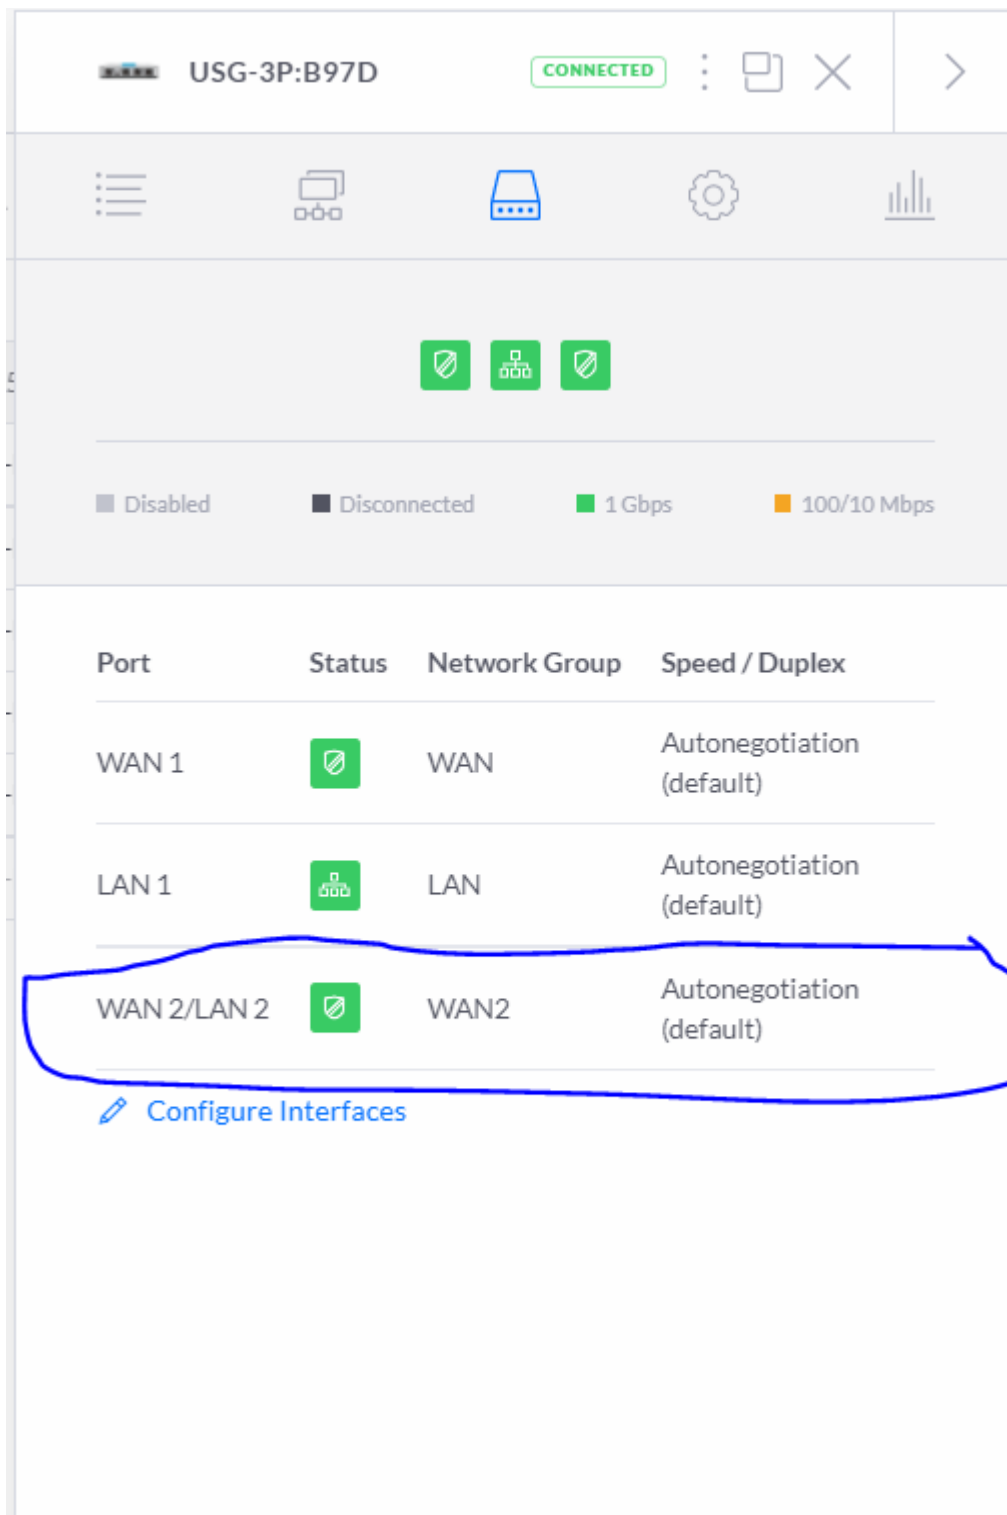 USG-3P:B97D CONNECTED
Disabled Disconnected 1 Gbps 100/10 Mbps
Port Status Network Group Speed / Duplex
WAN 1 WAN Autonegotiation
(default)
LAN 1 LAN Autonegotiation
(default)
WAN 2/LAN 2 WAN2 Autonegotiation
(default)
Configure Interfaces